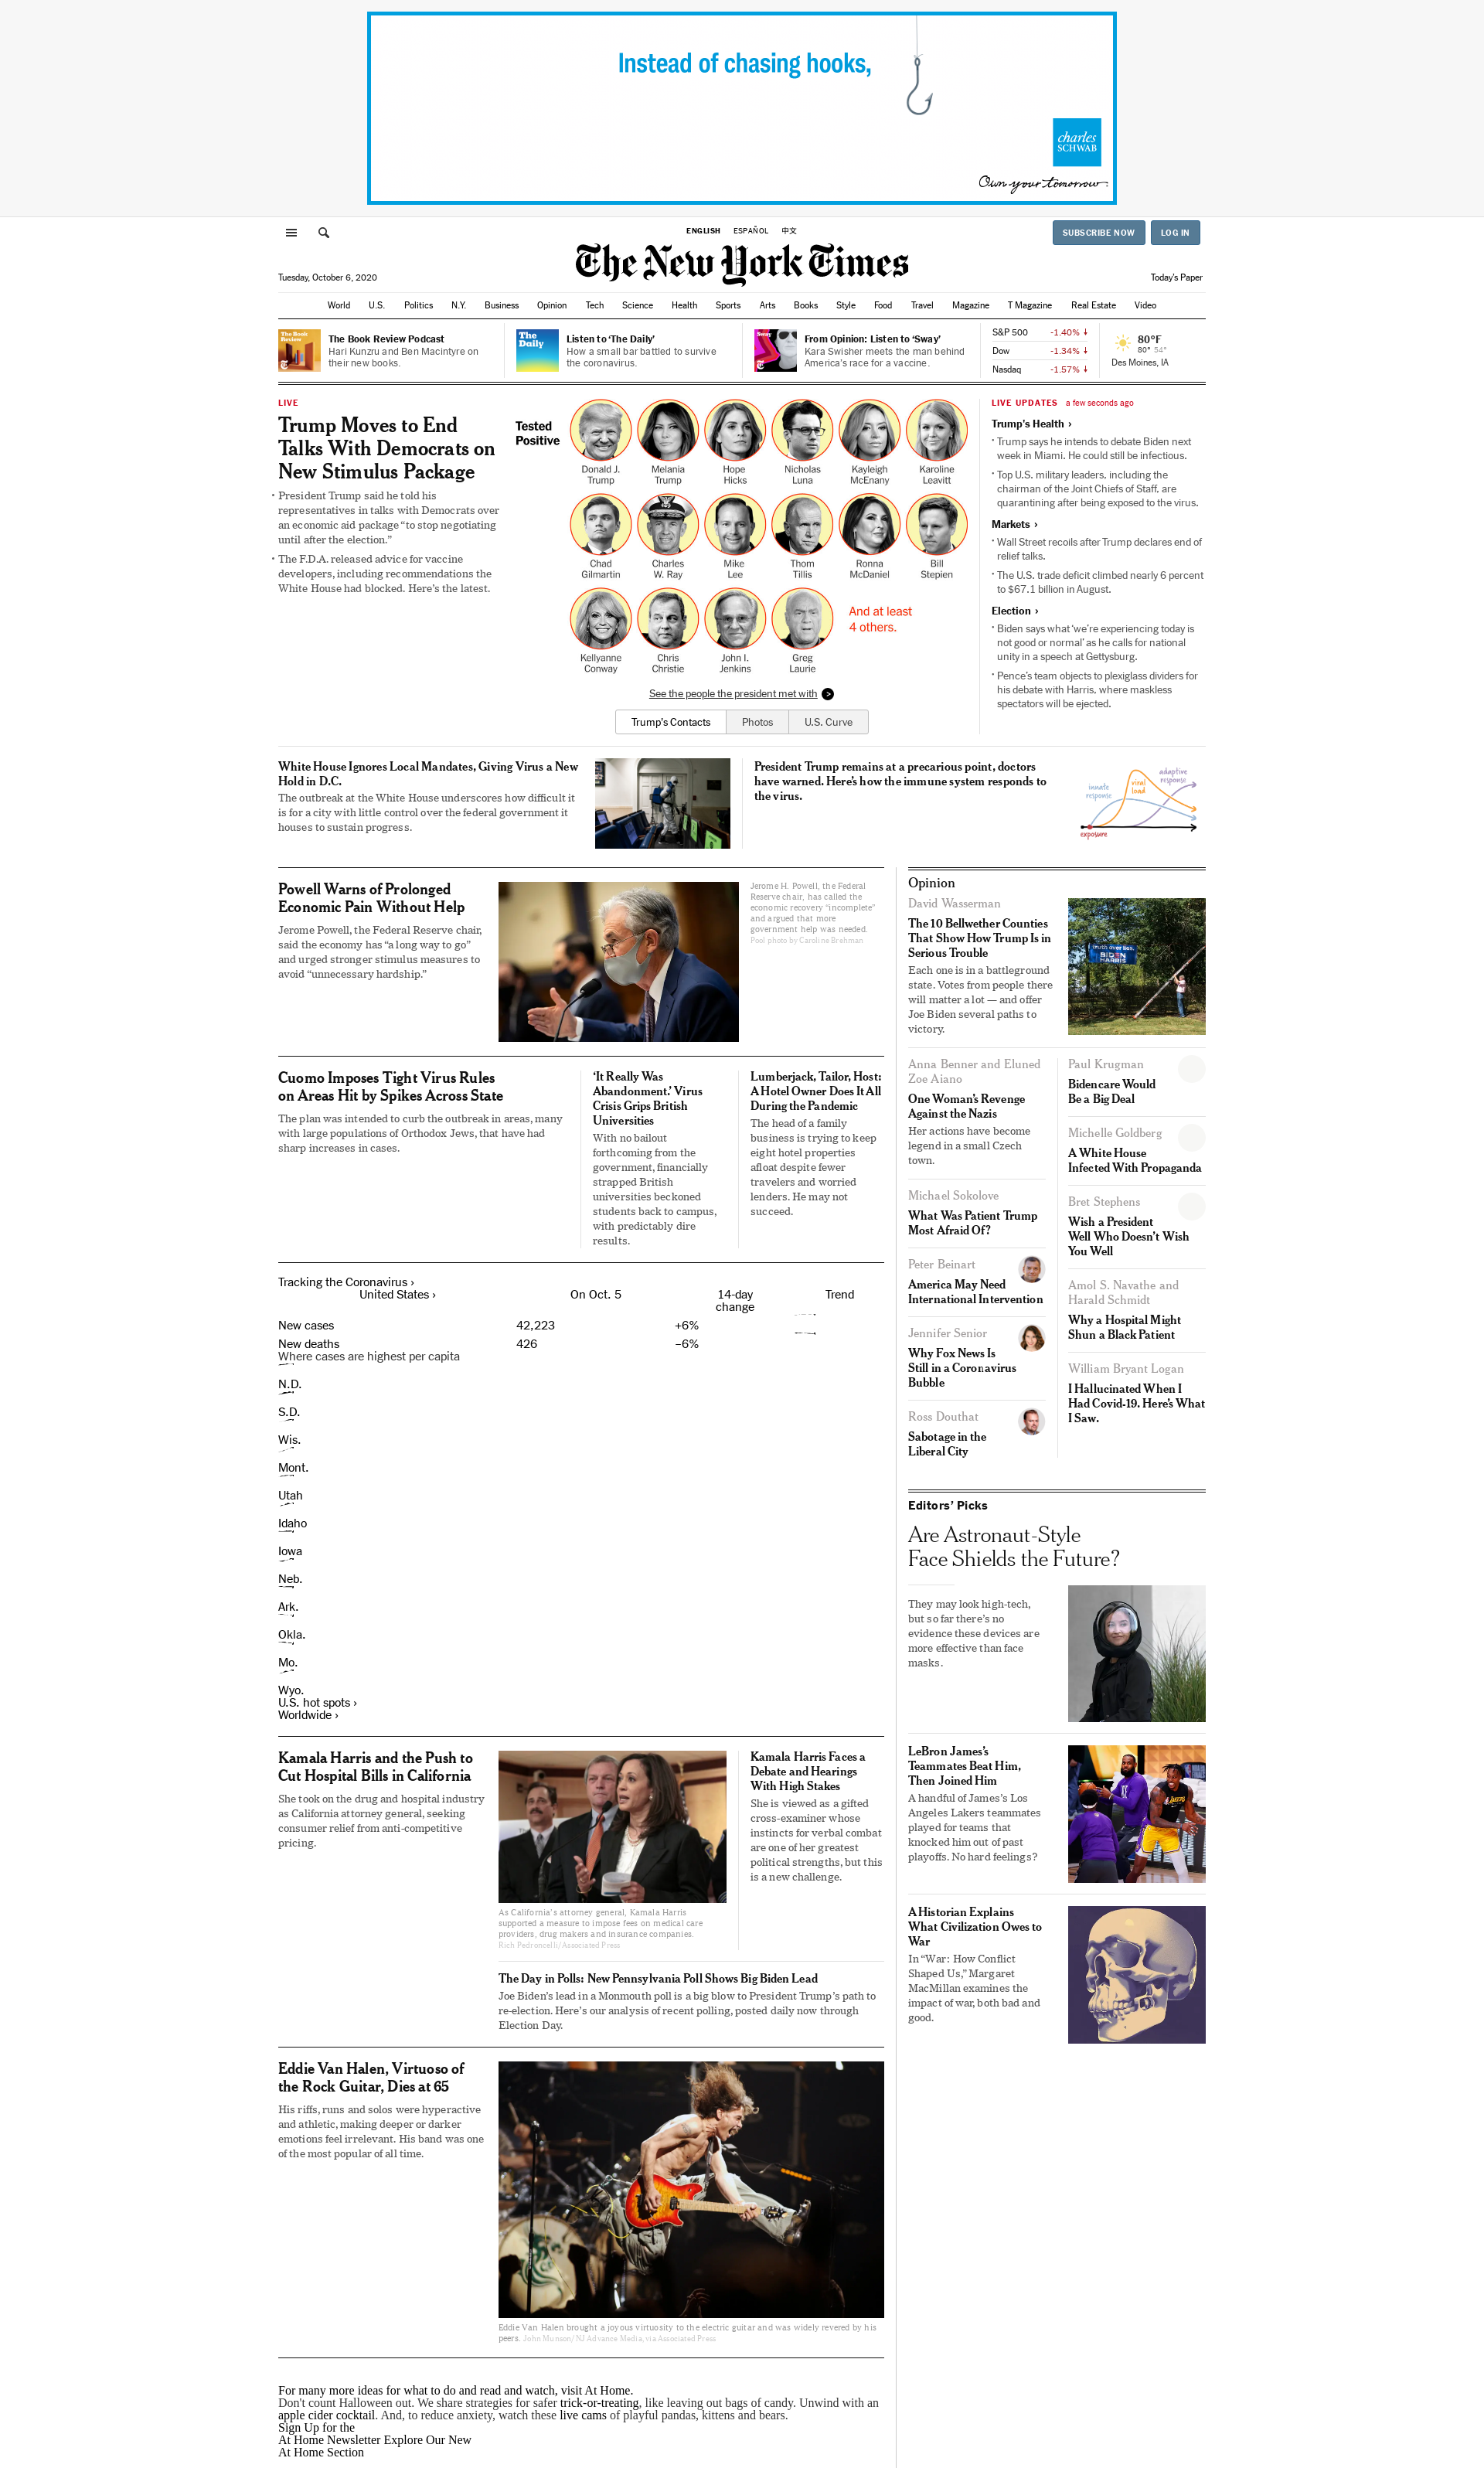 Instead of chasing hooks,
charles
SCHWAB
Own your tomorrow
ENGLISH ESPAÑOL 中文
SUBSCRIBE NOW LOG IN
The New York Times
Tuesday, October 6, 2020
Today's Paper
World U.S. Politics N.Y. Business Opinion Tech Science Health Sports Arts Books Style Food Travel Magazine T Magazine Real Estate Video
The Book Review
The Book Review Podcast
Hari Kunzru and Ben Macintyre on
their new books.
The Daily
Listen to ‘The Daily’
How a small bar battled to survive
the coronavirus.
Sway
From Opinion: Listen to ‘Sway’
Kara Swisher meets the man behind
America's race for a vaccine.
S&P 500 -1.40%
Dow -1.34%
Nasdaq -1.57%
80°F
80° 54°
Des Moines, IA
LIVE
Trump Moves to End
Talks With Democrats on
New Stimulus Package
• President Trump said he told his
representatives in talks with Democrats over
an economic aid package “to stop negotiating
until after the election.”
• The F.D.A. released advice for vaccine
developers, including recommendations the
White House had blocked. Here's the latest.
Tested
Positive
Donald J.
Trump
Melania
Trump
Hope
Hicks
Nicholas
Luna
Kayleigh
McEnany
Karoline
Leavitt
Chad
Gilmartin
Charles
W. Ray
Mike
Lee
Thom
Tillis
Ronna
McDaniel
Bill
Stepien
Kellyanne
Conway
Chris
Christie
John I.
Jenkins
Greg
Laurie
And at least
4 others.
See the people the president met with >
Trump's Contacts Photos U.S. Curve
LIVE UPDATES a few seconds ago
Trump's Health ›
• Trump says he intends to debate Biden next
week in Miami. He could still be infectious.
• Top U.S. military leaders, including the
chairman of the Joint Chiefs of Staff, are
quarantining after being exposed to the virus.
Markets ›
• Wall Street recoils after Trump declares end of
relief talks.
• The U.S. trade deficit climbed nearly 6 percent
to $67.1 billion in August.
Election ›
• Biden says what ‘we're experiencing today is
not good or normal’ as he calls for national
unity in a speech at Gettysburg.
• Pence's team objects to plexiglass dividers for
his debate with Harris, where maskless
spectators will be ejected.
White House Ignores Local Mandates, Giving Virus a New
Hold in D.C.
The outbreak at the White House underscores how difficult it
is for a city with little control over the federal government it
houses to sustain progress.
President Trump remains at a precarious point, doctors
have warned. Here's how the immune system responds to
the virus.
innate
response
viral
load
adaptive
response
exposure
Powell Warns of Prolonged
Economic Pain Without Help
Jerome Powell, the Federal Reserve chair,
said the economy has “a long way to go”
and urged stronger stimulus measures to
avoid “unnecessary hardship.”
Jerome H. Powell, the Federal
Reserve chair, has called the
economic recovery “incomplete”
and argued that more
government help was needed.
Pool photo by Caroline Brehman
Cuomo Imposes Tight Virus Rules
on Areas Hit by Spikes Across State
The plan was intended to curb the outbreak in areas, many
with large populations of Orthodox Jews, that have had
sharp increases in cases.
‘It Really Was
Abandonment.’ Virus
Crisis Grips British
Universities
With no bailout
forthcoming from the
government, financially
strapped British
universities beckoned
students back to campus,
with predictably dire
results.
Lumberjack, Tailor, Host:
A Hotel Owner Does It All
During the Pandemic
The head of a family
business is trying to keep
eight hotel properties
afloat despite fewer
travelers and worried
lenders. He may not
succeed.
Tracking the Coronavirus ›
United States › On Oct. 5 14-day
change Trend
New cases 42,223 +6%
New deaths 426 –6%
Where cases are highest per capita
N.D.
S.D.
Wis.
Mont.
Utah
Idaho
Iowa
Neb.
Ark.
Okla.
Mo.
Wyo.
U.S. hot spots ›
Worldwide ›
Kamala Harris and the Push to
Cut Hospital Bills in California
She took on the drug and hospital industry
as California attorney general, seeking
consumer relief from anti-competitive
pricing.
As California's attorney general, Kamala Harris
supported a measure to impose fees on medical care
providers, drug makers and insurance companies.
Rich Pedroncelli/Associated Press
Kamala Harris Faces a
Debate and Hearings
With High Stakes
She is viewed as a gifted
cross-examiner whose
instincts for verbal combat
are one of her greatest
political strengths, but this
is a new challenge.
The Day in Polls: New Pennsylvania Poll Shows Big Biden Lead
Joe Biden's lead in a Monmouth poll is a big blow to President Trump's path to
re-election. Here's our analysis of recent polling, posted daily now through
Election Day.
Eddie Van Halen, Virtuoso of
the Rock Guitar, Dies at 65
His riffs, runs and solos were hyperactive
and athletic, making deeper or darker
emotions feel irrelevant. His band was one
of the most popular of all time.
Eddie Van Halen brought a joyous virtuosity to the electric guitar and was widely revered by his
peers. John Munson/NJ Advance Media, via Associated Press
For many more ideas for what to do and read and watch, visit At Home.
Don't count Halloween out. We share strategies for safer trick-or-treating, like leaving out bags of candy. Unwind with an
apple cider cocktail. And, to reduce anxiety, watch these live cams of playful pandas, kittens and bears.
Sign Up for the
At Home Newsletter Explore Our New
At Home Section
Opinion
David Wasserman
The 10 Bellwether Counties
That Show How Trump Is in
Serious Trouble
Each one is in a battleground
state. Votes from people there
will matter a lot — and offer
Joe Biden several paths to
victory.
Truth over lies.
BIDEN
HARRIS
Anna Benner and Eluned
Zoe Aiano
One Woman's Revenge
Against the Nazis
Her actions have become
legend in a small Czech
town.
Michael Sokolove
What Was Patient Trump
Most Afraid Of?
Peter Beinart
America May Need
International Intervention
Jennifer Senior
Why Fox News Is
Still in a Coronavirus
Bubble
Ross Douthat
Sabotage in the
Liberal City
Paul Krugman
Bidencare Would
Be a Big Deal
Michelle Goldberg
A White House
Infected With Propaganda
Bret Stephens
Wish a President
Well Who Doesn't Wish
You Well
Amol S. Navathe and
Harald Schmidt
Why a Hospital Might
Shun a Black Patient
William Bryant Logan
I Hallucinated When I
Had Covid-19. Here's What
I Saw.
Editors' Picks
Are Astronaut-Style
Face Shields the Future?
They may look high-tech,
but so far there's no
evidence these devices are
more effective than face
masks.
LeBron James's
Teammates Beat Him,
Then Joined Him
A handful of James's Los
Angeles Lakers teammates
played for teams that
knocked him out of past
playoffs. No hard feelings?
A Historian Explains
What Civilization Owes to
War
In “War: How Conflict
Shaped Us,” Margaret
MacMillan examines the
impact of war, both bad and
good.